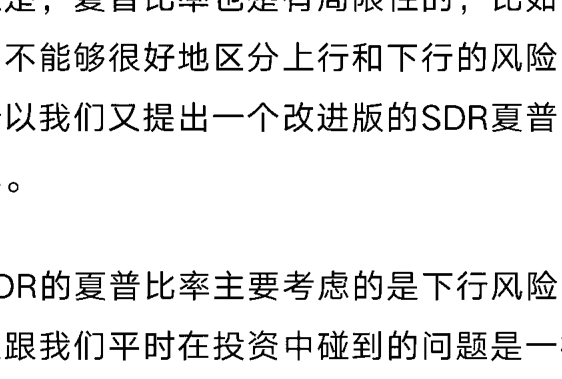 是，夏普比率也是有局限性的，比如
不能够很好地区分上行和下行的风险
以我们又提出一个改进版的SDR夏普
。
DR的夏普比率主要考虑的是下行风险
跟我们平时在投资中碰到的问题是一